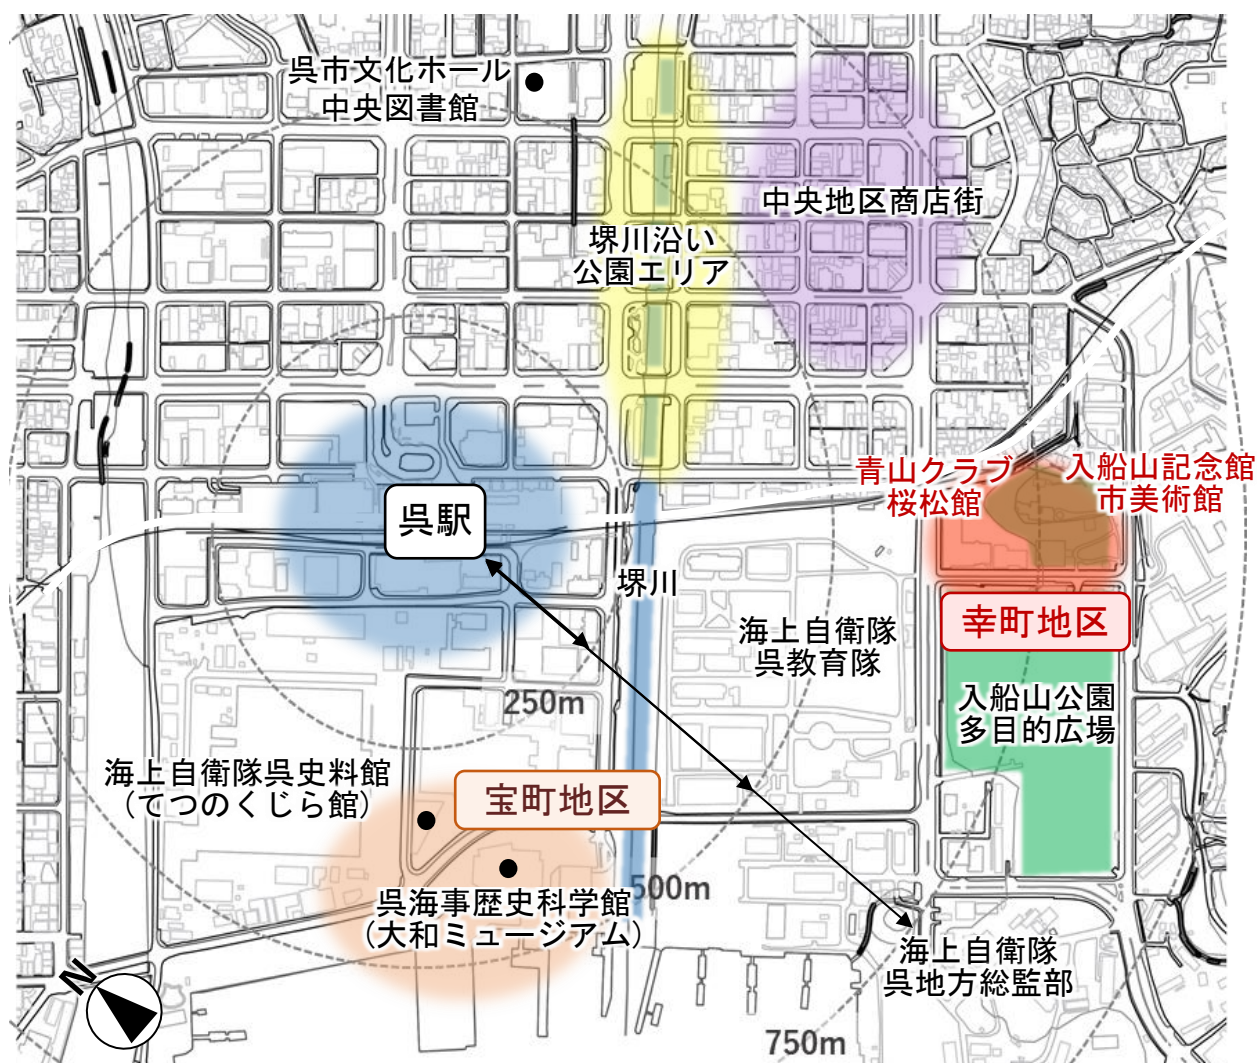 呉市文化ホール
中央図書館
中央地区商店街
堺川沿い
公園エリア
青山クラブ
桜松館
入船山記念館
市美術館
呉駅
堺川
幸町地区
海上自衛隊
呉教育隊
入船山公園
多目的広場
250m
海上自衛隊呉史料館
（てつのくじら館）
宝町地区
500m
呉海事歴史科学館
（大和ミュージアム）
海上自衛隊
呉地方総監部
N
750m